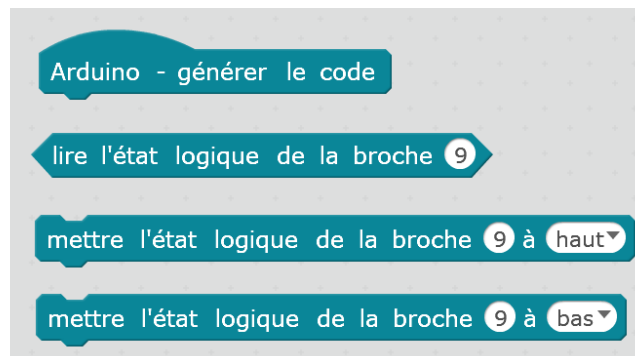 Arduino - générer le code
lire l'état logique de la broche 9
mettre l'état logique de la broche 9 à haut
mettre l'état logique de la broche 9 à bas